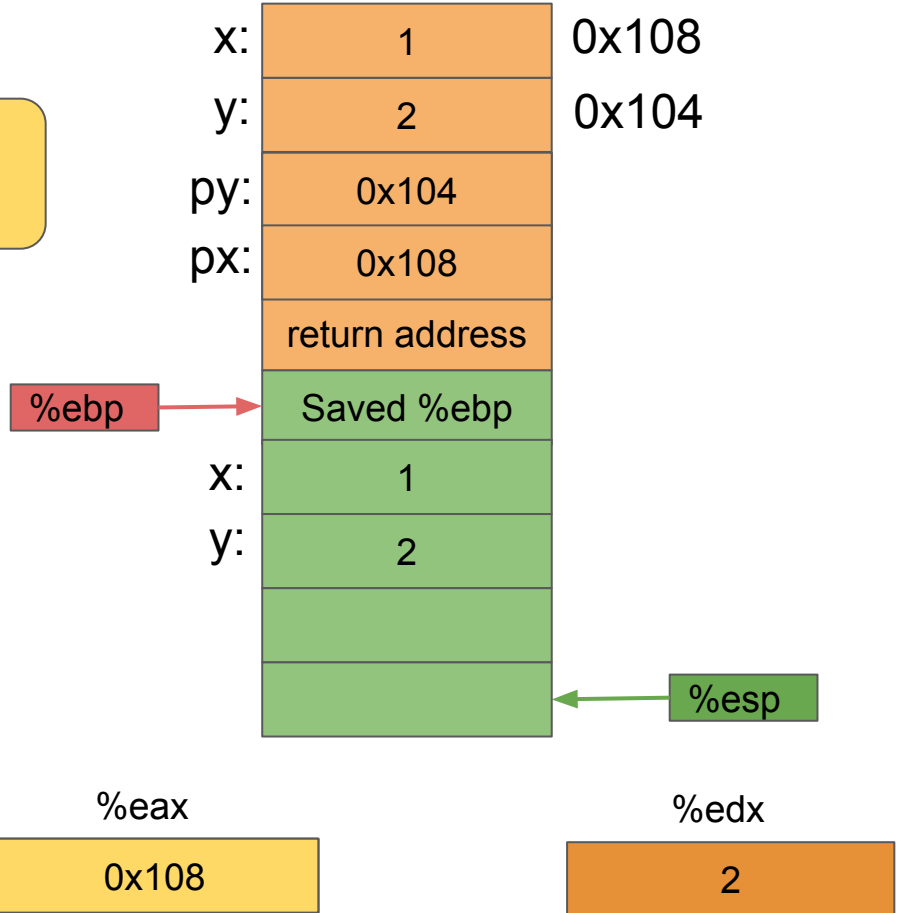 x: 1 0x108
y: 2 0x104
py: 0x104
px: 0x108
return address
%ebp Saved %ebp
x: 1
y: 2
%esp
%eax %edx
0x108 2